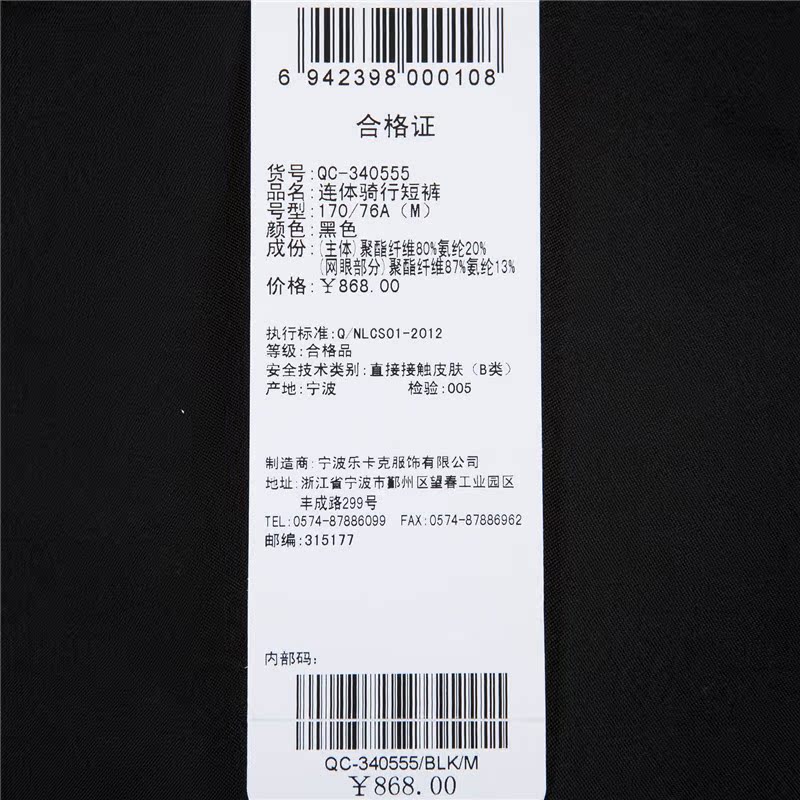 6 942398 000108
合格证
货号:QC-340555
品名:连体骑行短裤
号型:170/76A(M)
颜色:黑色
成份:(主体)聚酯纤维80%氨纶20%
(网眼部分)聚酯纤维87%氨纶13%
价格:￥868.00
执行标准:Q/NLCS01-2012
等级:合格品
安全技术类别:直接接触皮肤(B类)
产地:宁波 检验:005
制造商:宁波乐卡克服饰有限公司
地址:浙江省宁波市鄞州区望春工业园区
丰成路299号
TEL:0574-87886099 FAX:0574-87886962
邮编:315177
内部码:
QC-340555/BLK/M
￥868.00